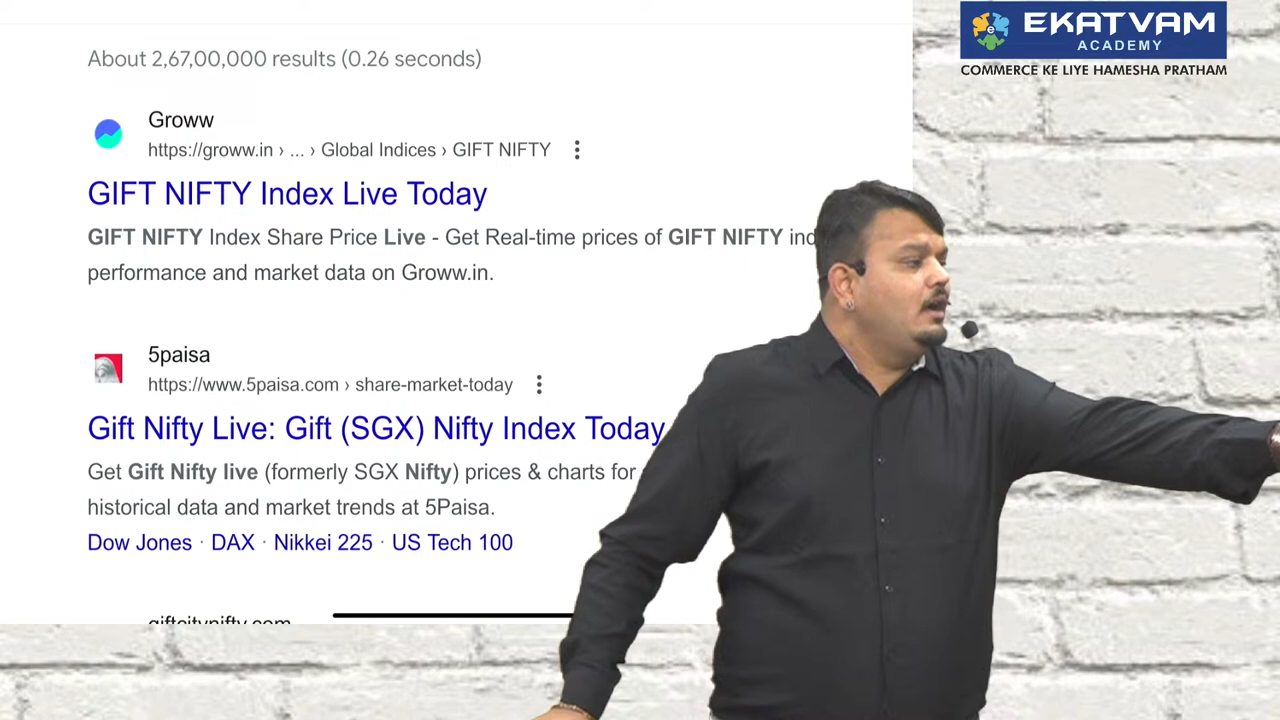 About 2,67,00,000 results (0.26 seconds)
EKATVAM
ACADEMY
COMMERCE KE LIYE HAMESHA PRATHAM
Groww
https://groww.in › ... › Global Indices › GIFT NIFTY
GIFT NIFTY Index Live Today
GIFT NIFTY Index Share Price Live - Get Real-time prices of GIFT NIFTY
performance and market data on Groww.in.
5paisa
https://www.5paisa.com › share-market-today
Gift Nifty Live: Gift (SGX) Nifty Index Today
Get Gift Nifty live (formerly SGX Nifty) prices & charts for
historical data and market trends at 5Paisa.
Dow Jones · DAX · Nikkei 225 · US Tech 100
giftcitynifty.com